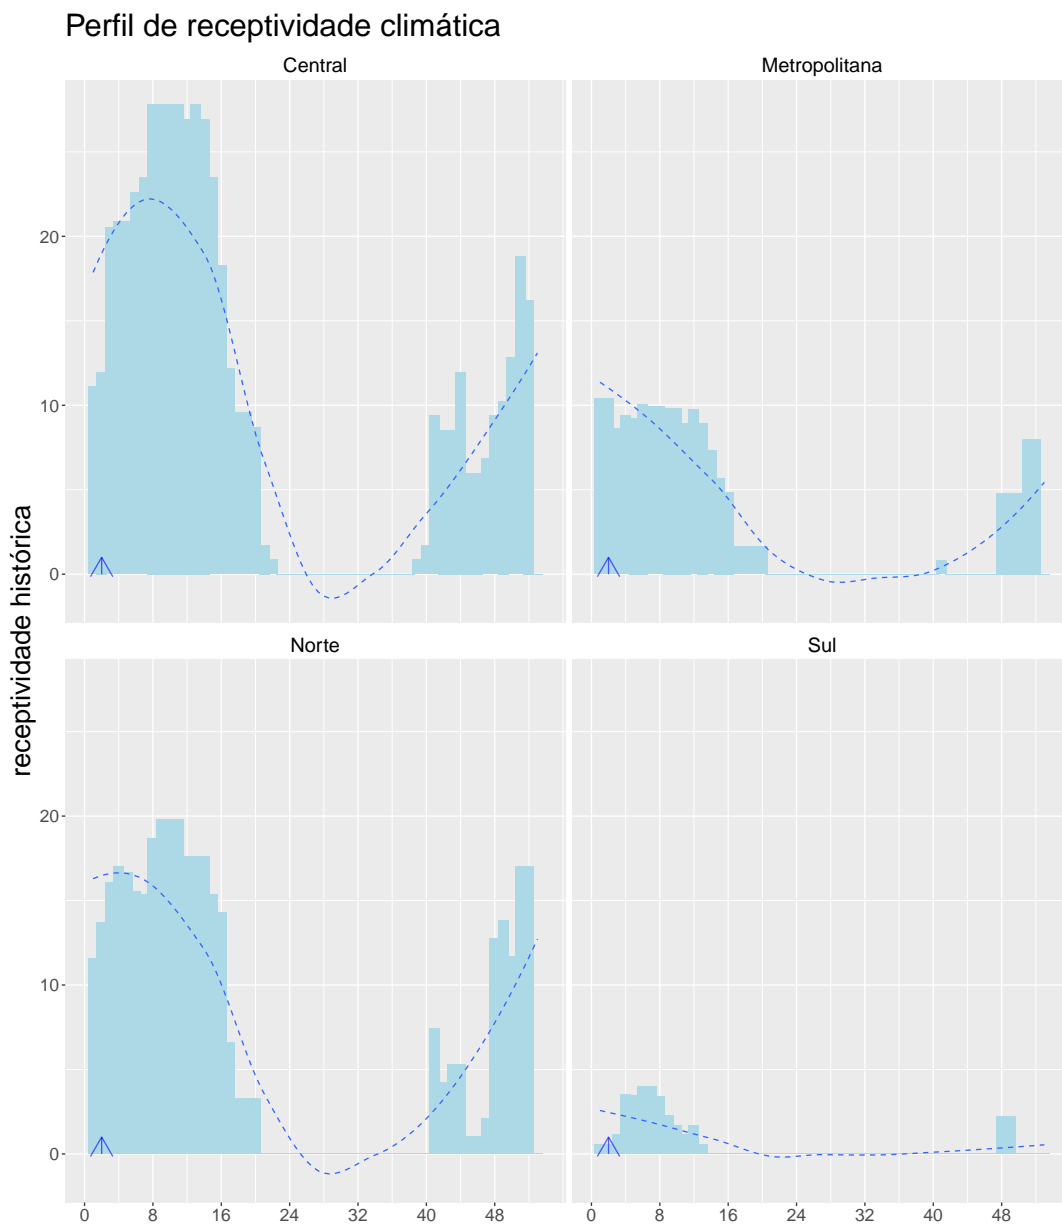 Perfil de receptividade climática
Central
Metropolitana
20
10
0
receptividade histórica
Norte
Sul
20
10
0
0 8 16 24 32 40 48
0 8 16 24 32 40 48